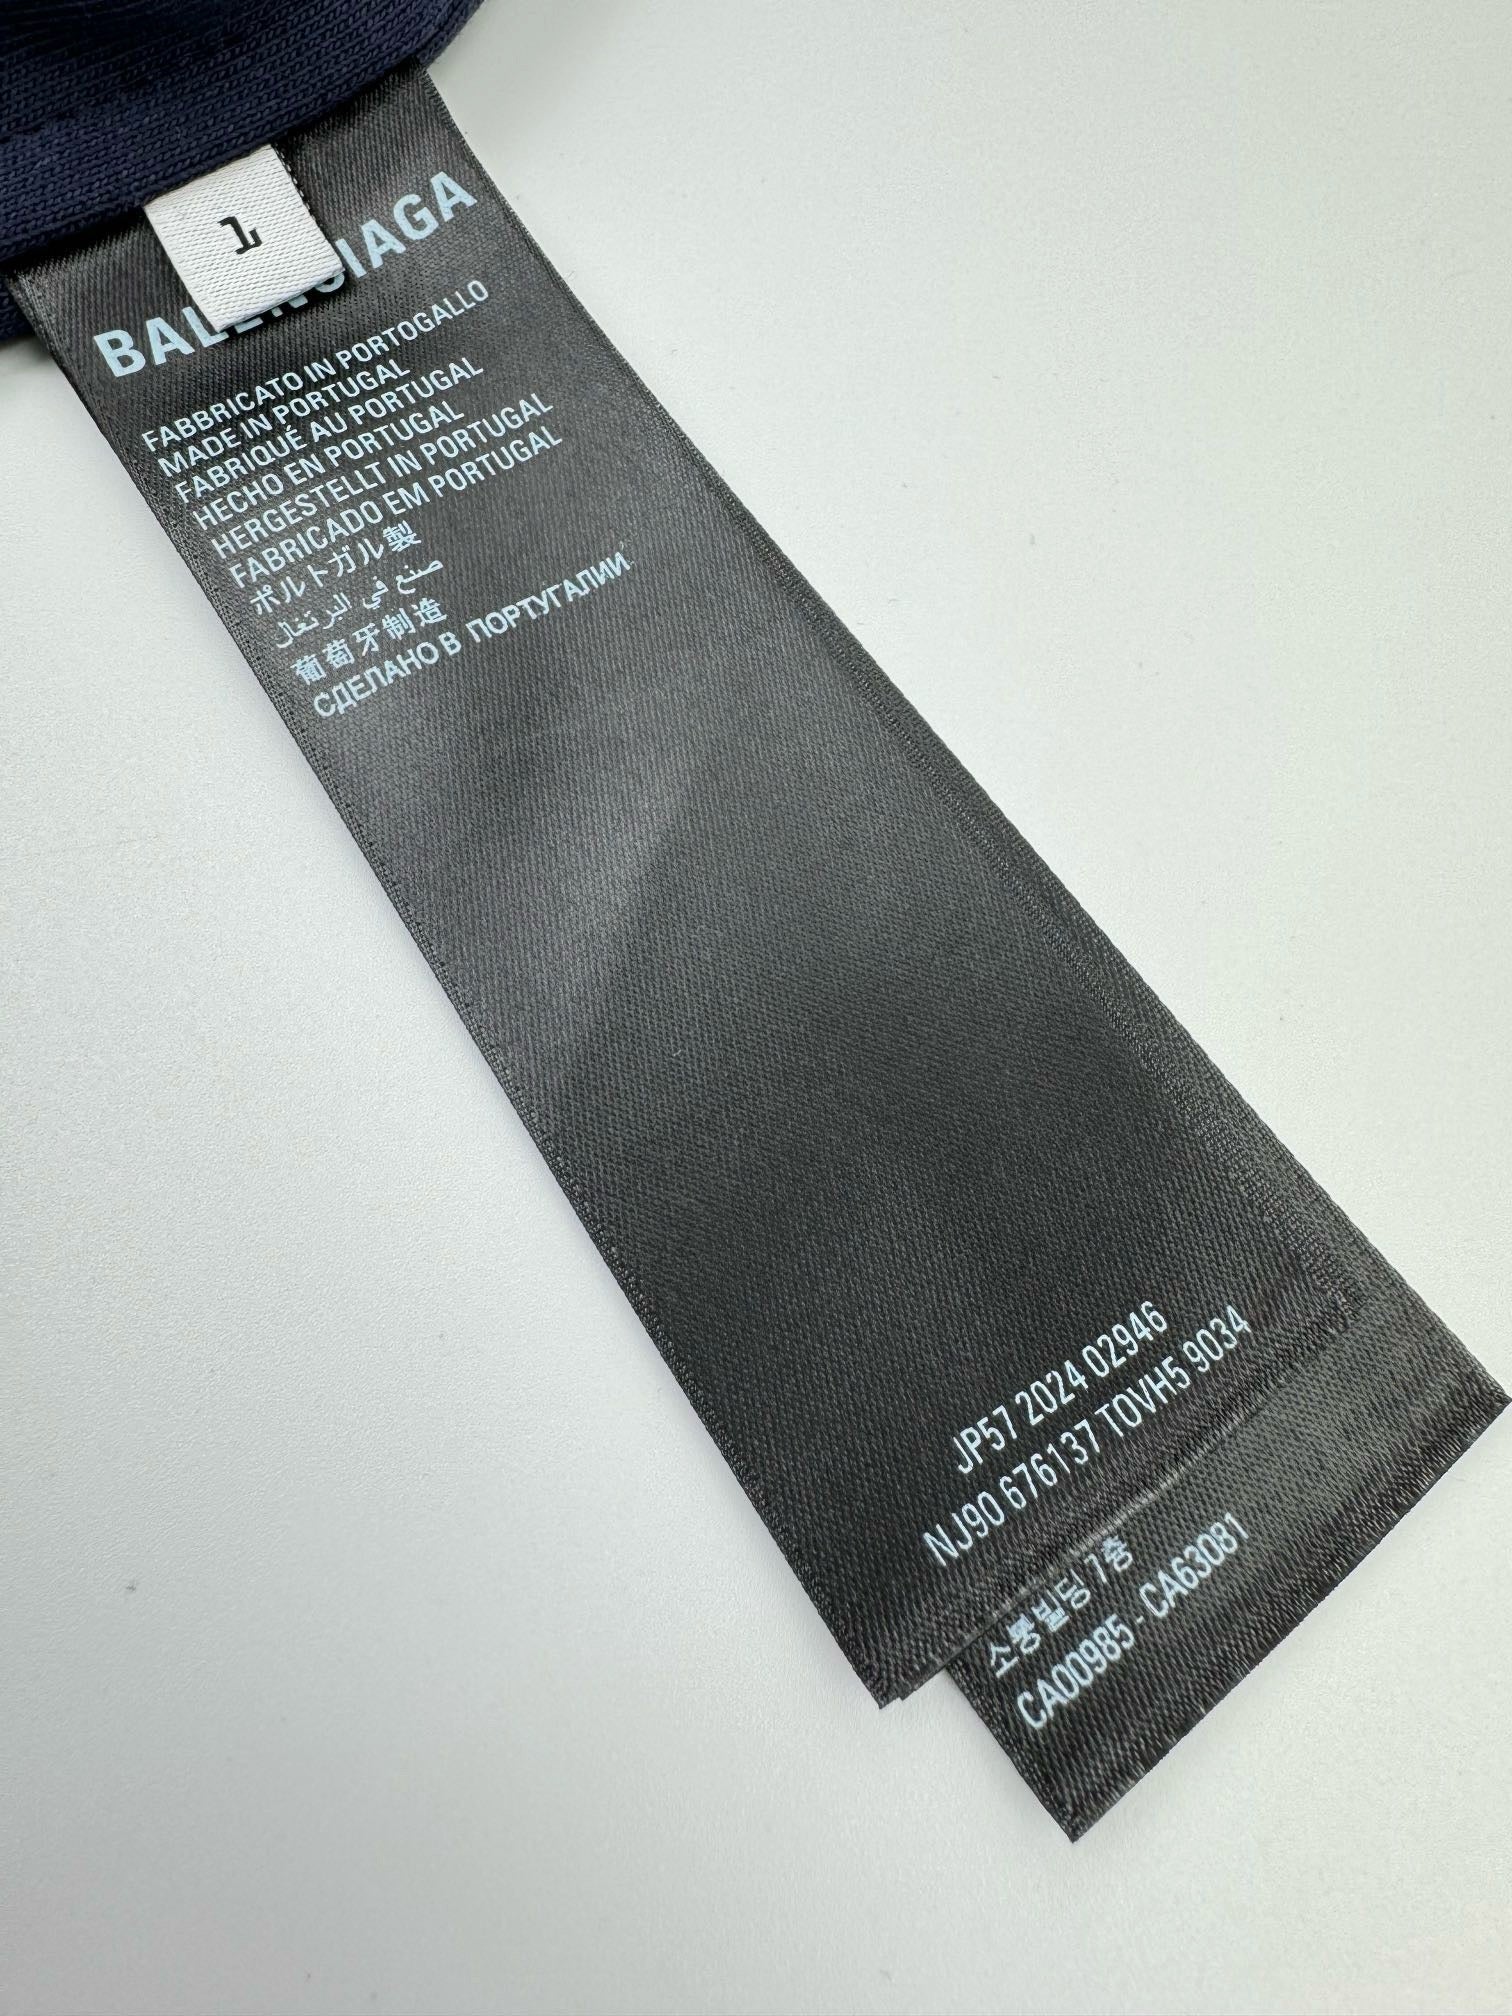 1
BALENCIAGA
FABBRICATO IN PORTOGALLO
MADE IN PORTUGAL
FABRIQUÉ AU PORTUGAL
HECHO EN PORTUGAL
HERGESTELLT IN PORTUGAL
FABRICADO EM PORTUGAL
ポルトガル製
صنع في البرتغال
葡萄牙制造
СДЕЛАНО В ПОРТУГАЛИИ
JP57 2024 02946
NJ90 676137 TOVH5 9034
소통빌딩 7층
CA00985 - CA63081